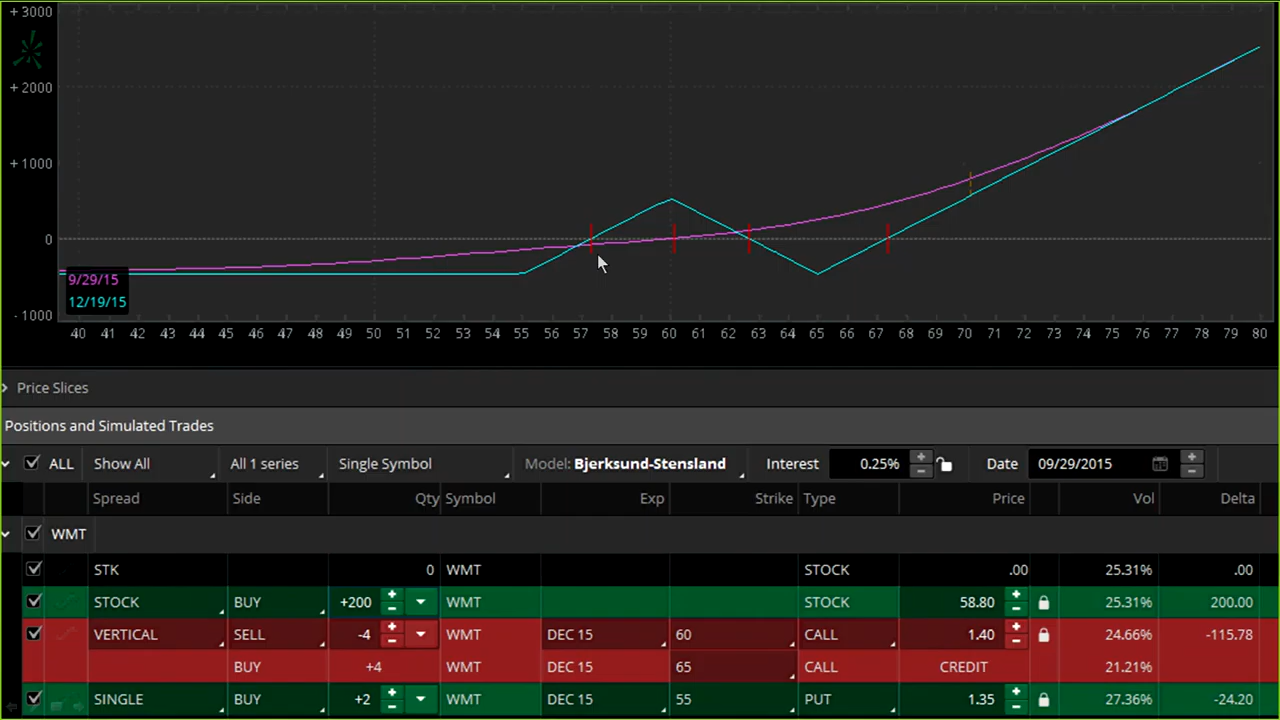 + 3000
+ 2000
+ 1000
0
- 1000
9/29/15
12/19/15
40 42 43 44 45 46 47 48 50 51 52 53 55 56 57 58 59 60 61 62 64 65 66 67 68 70 71 72 73 74 75 77 78 79 80
Price Slices
Positions and Simulated Trades
ALL Show All All 1 series Single Symbol Model: Bjerksund-Stensland Interest 0.25% Date 09/29/2015
Spread Side Qty Symbol Exp Strike Type Price Vol Delta
WMT
STK 0 WMT STOCK .00 25.31% .00
STOCK BUY +200 WMT STOCK 58.80 25.31% 200.00
VERTICAL SELL -4 WMT DEC 15 60 CALL 1.40 24.66% -115.78
BUY +4 WMT DEC 15 65 CALL CREDIT 21.21%
SINGLE BUY +2 WMT DEC 15 55 PUT 1.35 27.36% -24.20